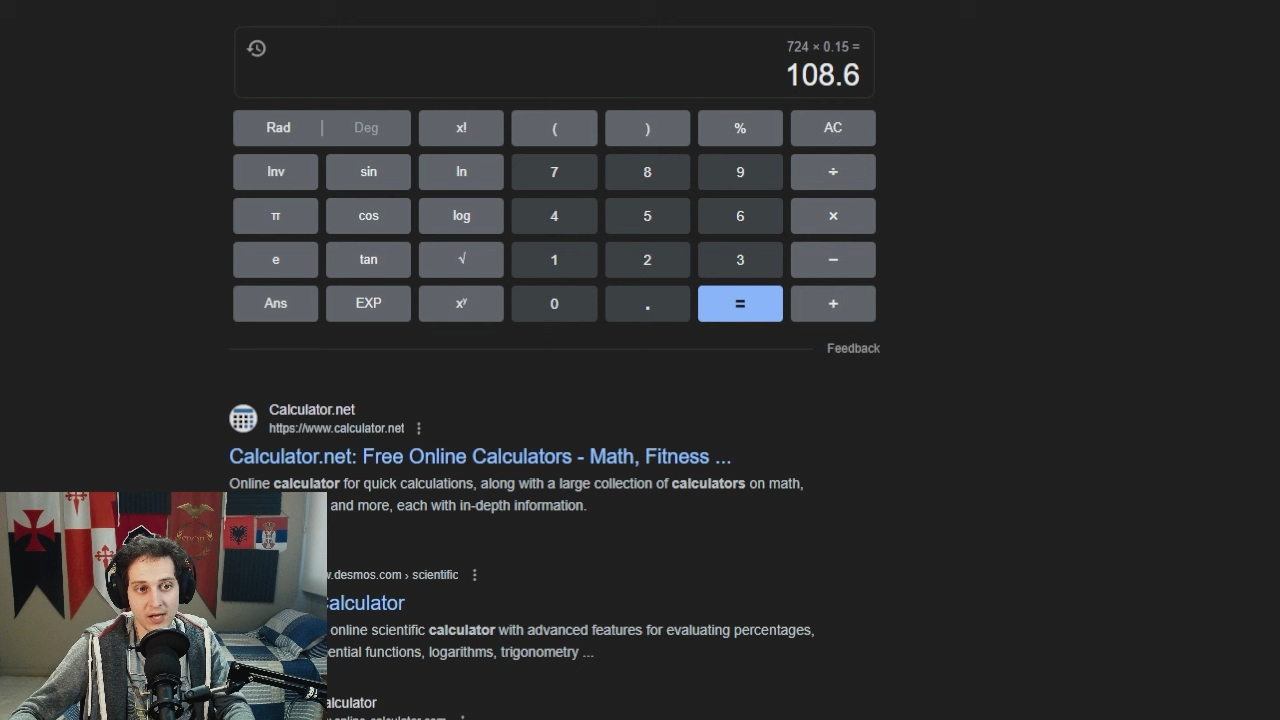 724 × 0.15 =
108.6
Rad | Deg x! ( ) % AC
Inv sin ln 7 8 9 ÷
π cos log 4 5 6 ×
e tan √ 1 2 3 −
Ans EXP xʸ 0 . = +
Feedback
Calculator.net
https://www.calculator.net
Calculator.net: Free Online Calculators - Math, Fitness ...
Online calculator for quick calculations, along with a large collection of calculators on math,
and more, each with in-depth information.
.desmos.com › scientific
alculator
online scientific calculator with advanced features for evaluating percentages,
ential functions, logarithms, trigonometry ...
alculator